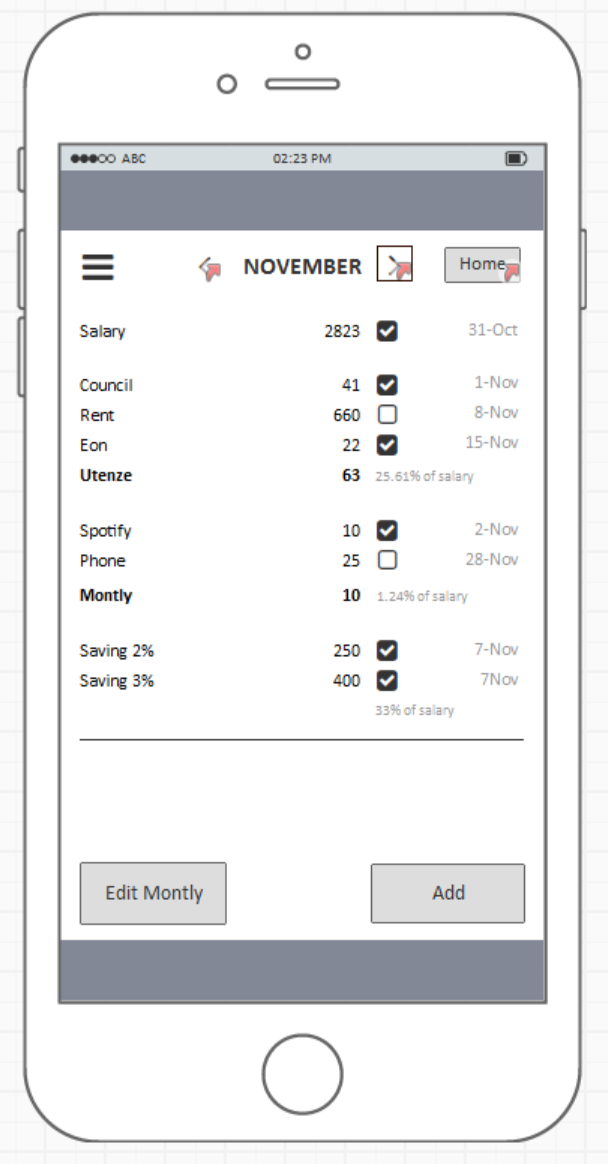 ABC 02:23 PM
NOVEMBER Home
Salary 2823 31-Oct
Council 41 1-Nov
Rent 660 8-Nov
Eon 22 15-Nov
Utenze 63 25.61% of salary
Spotify 10 2-Nov
Phone 25 28-Nov
Montly 10 1.24% of salary
Saving 2% 250 7-Nov
Saving 3% 400 7Nov
33% of salary
Edit Montly Add